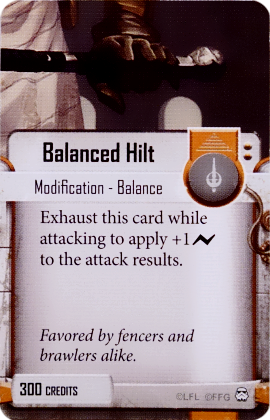 Balanced Hilt
Modification - Balance
Exhaust this card while
attacking to apply +1
to the attack results.
Favored by fencers and
brawlers alike.
300 CREDITS
©LFL ©FFG